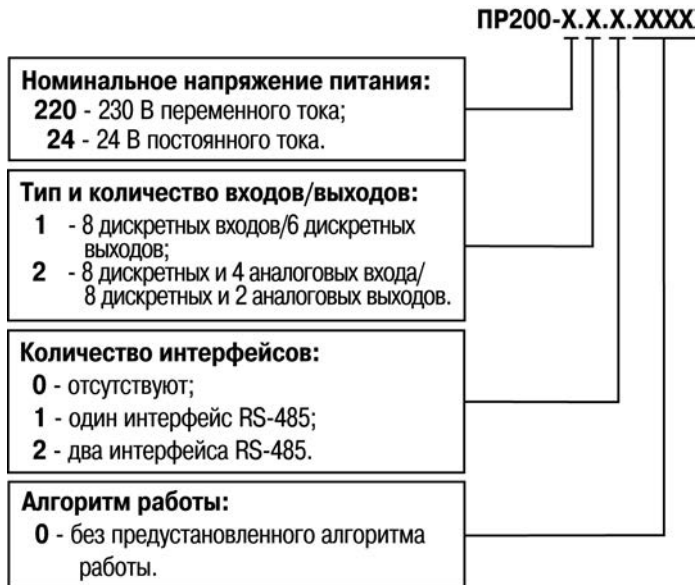 ПР200-Х.Х.Х.ХХХХ
Номинальное напряжение питания:
220 - 230 В переменного тока;
24 - 24 В постоянного тока.
Тип и количество входов/выходов:
1 - 8 дискретных входов/6 дискретных
выходов;
2 - 8 дискретных и 4 аналоговых входа/
8 дискретных и 2 аналоговых выходов.
Количество интерфейсов:
0 - отсутствуют;
1 - один интерфейс RS-485;
2 - два интерфейса RS-485.
Алгоритм работы:
0 - без предустановленного алгоритма
работы.